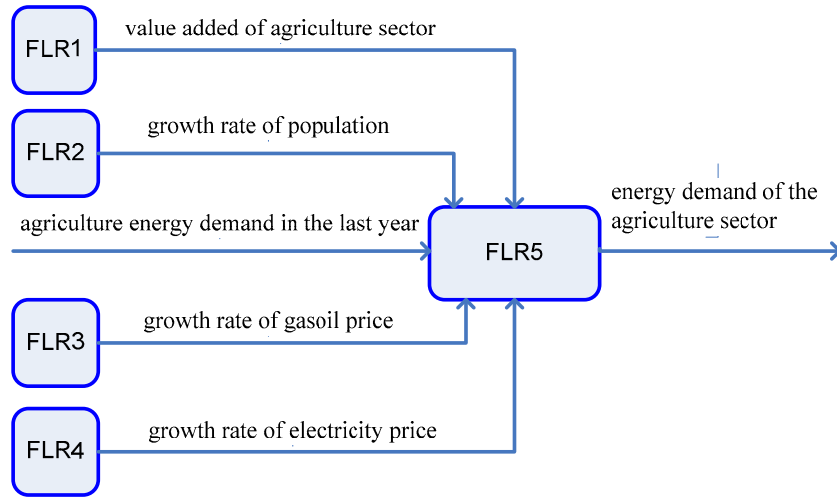 FLR1
value added of agriculture sector
FLR2
growth rate of population
agriculture energy demand in the last year
FLR5
energy demand of the
agriculture sector
FLR3
growth rate of gasoil price
FLR4
growth rate of electricity price